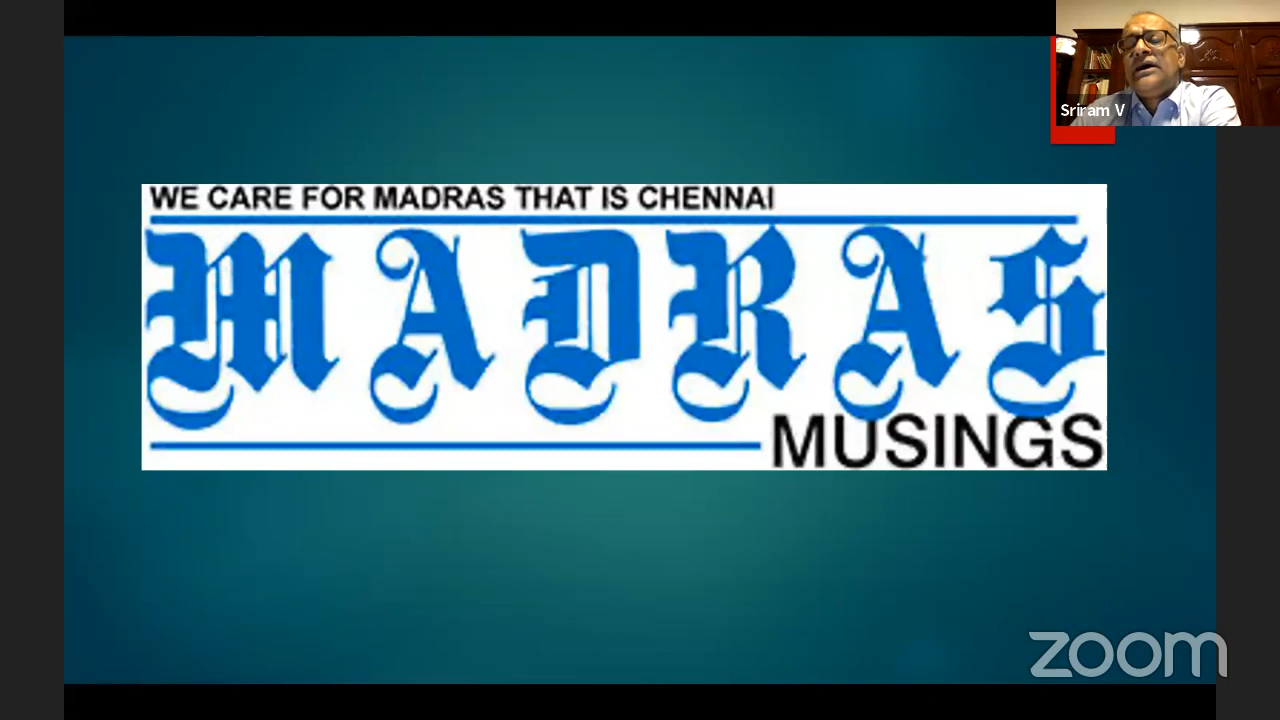 Sriram V
WE CARE FOR MADRAS THAT IS CHENNAI
MADRAS
MUSINGS
zoom